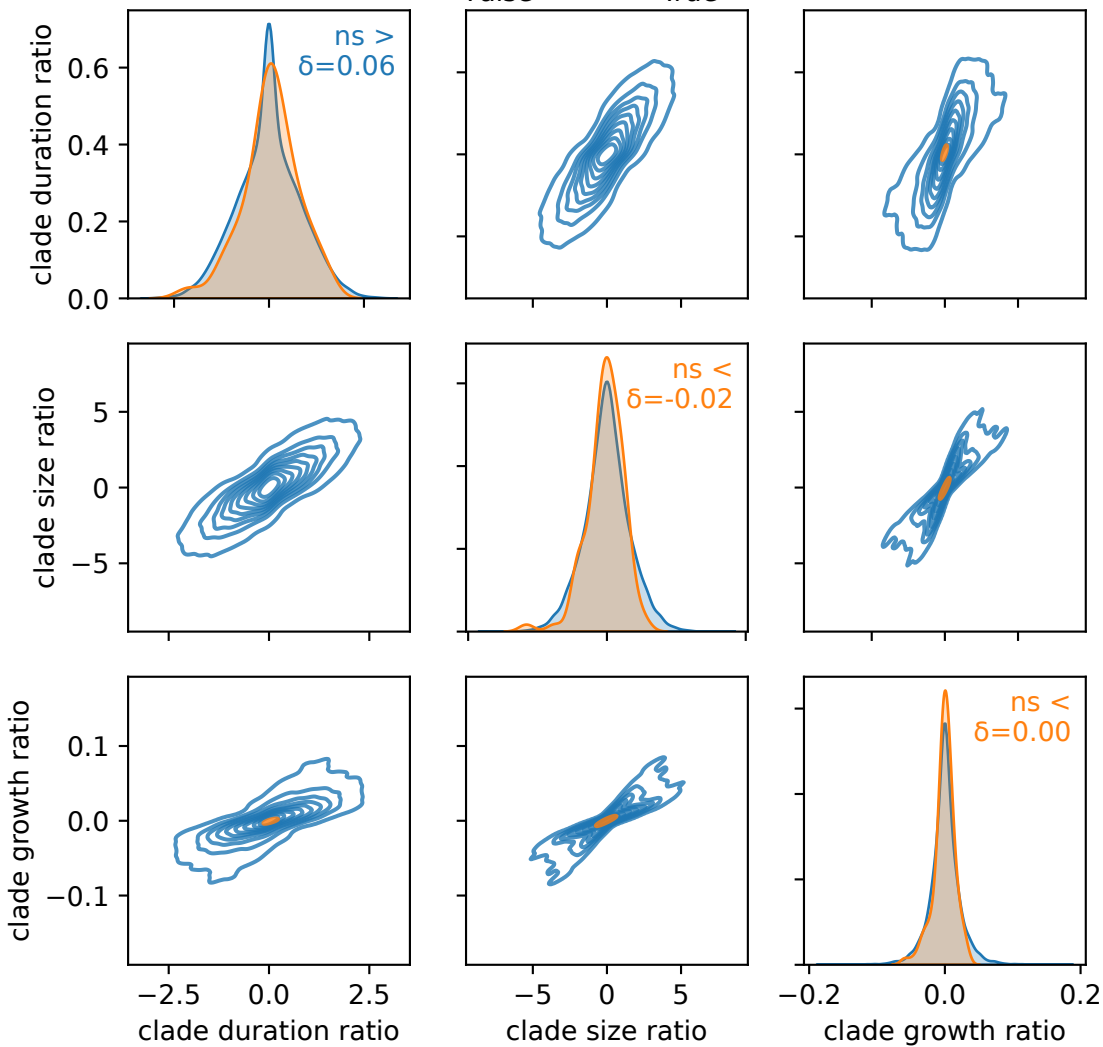 clade duration ratio
0.6
0.4
0.2
0.0
ns >
δ=0.06
clade size ratio
5
0
−5
ns <
δ=-0.02
clade growth ratio
0.1
0.0
−0.1
ns <
δ=0.00
−2.5 0.0 2.5
clade duration ratio
−5 0 5
clade size ratio
−0.2 0.0 0.2
clade growth ratio